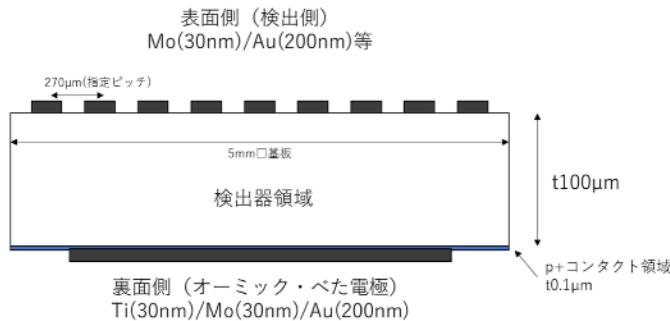 表面側（検出側）
Mo(30nm)/Au(200nm)等
270μm(指定ピッチ)
5mm□基板
検出器領域
t100μm
p+コンタクト領域
t0.1μm
裏面側（オーミック・べた電極）
Ti(30nm)/Mo(30nm)/Au(200nm)